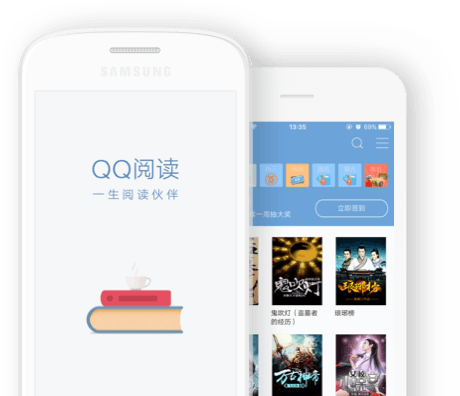 SAMSUNG
QQ阅读
一生阅读伙伴
13:35
69%
一周抽大奖
立即签到
鬼吹灯
琅琊榜
鬼吹灯（盗墓者
的经历）
琅琊榜
万古神帝